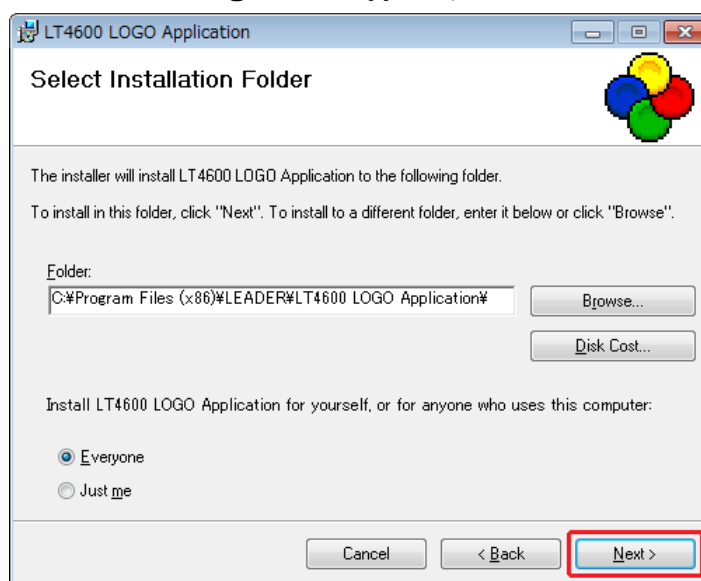 LT4600 LOGO Application
Select Installation Folder
The installer will install LT4600 LOGO Application to the following folder.
To install in this folder, click "Next". To install to a different folder, enter it below or click "Browse".
Folder:
C:¥Program Files (x86)¥LEADER¥LT4600 LOGO Application¥
Browse...
Disk Cost...
Install LT4600 LOGO Application for yourself, or for anyone who uses this computer:
Everyone
Just me
Cancel
< Back
Next >